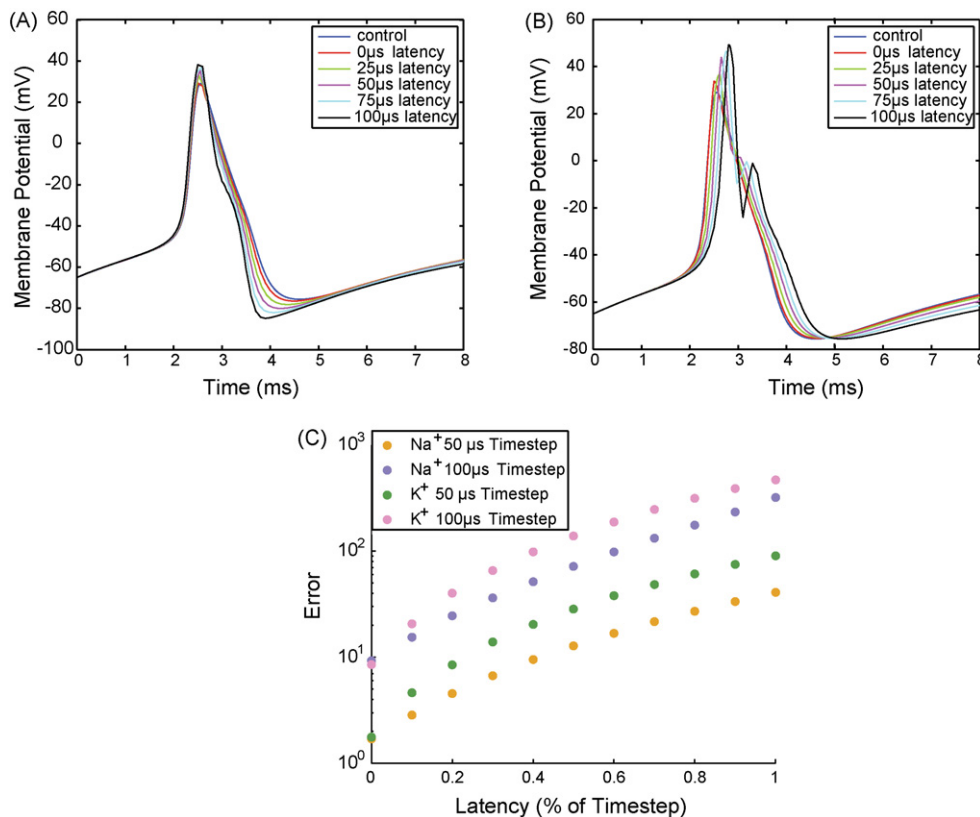 (A)
60
40
20
0
-20
-40
-60
-80
-100
Membrane Potential (mV)
0 1 2 3 4 5 6 7 8
Time (ms)
control
0μs latency
25μs latency
50μs latency
75μs latency
100μs latency
(B)
60
40
20
0
-20
-40
-60
-80
Membrane Potential (mV)
0 1 2 3 4 5 6 7 8
Time (ms)
control
0μs latency
25μs latency
50μs latency
75μs latency
100μs latency
(C)
10³
10²
10¹
10⁰
Error
Na⁺ 50 μs Timestep
Na⁺ 100μs Timestep
K⁺ 50 μs Timestep
K⁺ 100μs Timestep
0 0.2 0.4 0.6 0.8 1
Latency (% of Timestep)